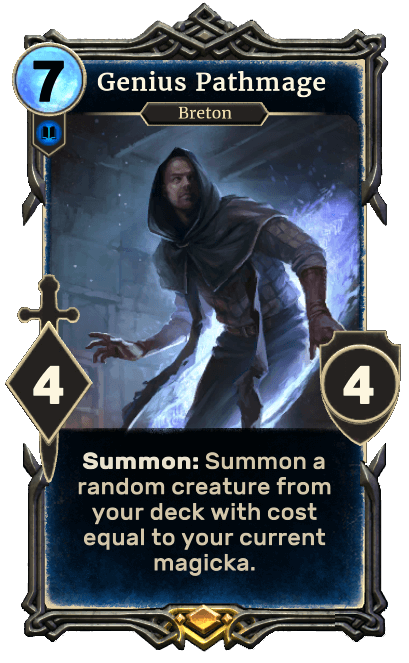 7
Genius Pathmage
Breton
4
4
Summon: Summon a
random creature from
your deck with cost
equal to your current
magicka.